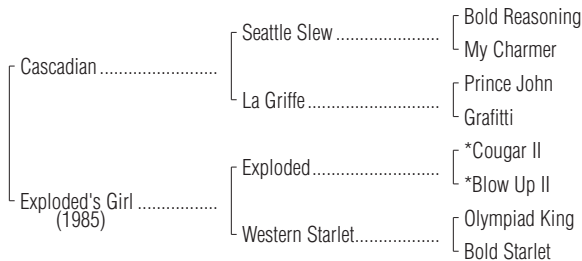 Bold Reasoning
Seattle Slew ....................
My Charmer
Cascadian .......................
Prince John
La Griffe .........................
Grafitti
*Cougar II
Exploded.........................
*Blow Up II
Exploded's Girl ................
(1985)
Olympiad King
Western Starlet................
Bold Starlet